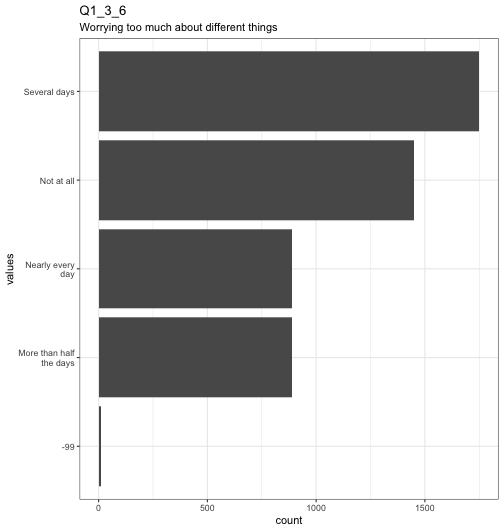 Q1_3_6
Worrying too much about different things
values
Several days
Not at all
Nearly every
day
More than half
the days
-99
0 500 1000 1500
count